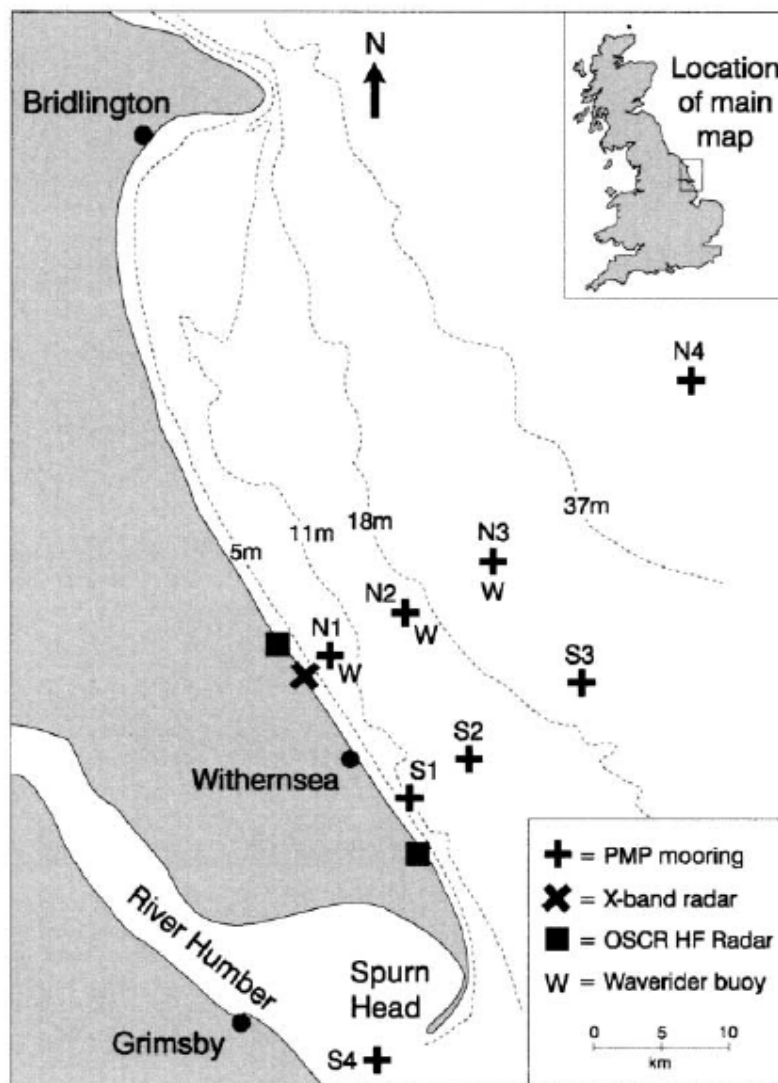 N
Bridlington
Location
of main
map
N4
37m
N3
W
18m
11m
5m
N2
W
N1
W
S3
S2
Withernsea
S1
River Humber
Spurn
Head
Grimsby
S4
= PMP mooring
= X-band radar
= OSCR HF Radar
W = Waverider buoy
0 5 10
km